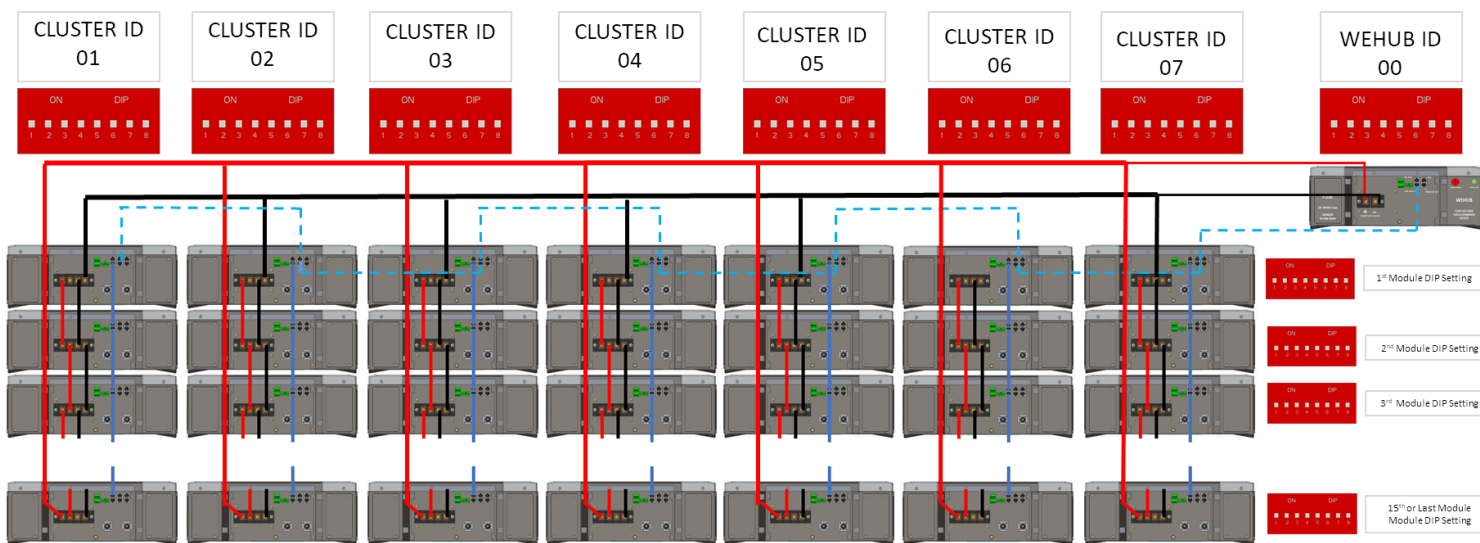 CLUSTER ID
01
CLUSTER ID
02
CLUSTER ID
03
CLUSTER ID
04
CLUSTER ID
05
CLUSTER ID
06
CLUSTER ID
07
WEHUB ID
00
ON DIP
1 2 3 4 5 6 7 8
ON DIP
1 2 3 4 5 6 7 8
ON DIP
1 2 3 4 5 6 7 8
ON DIP
1 2 3 4 5 6 7 8
ON DIP
1 2 3 4 5 6 7 8
ON DIP
1 2 3 4 5 6 7 8
ON DIP
1 2 3 4 5 6 7 8
ON DIP
1 2 3 4 5 6 7 8
WEHUB
ON DIP
1 2 3 4 5 6 7 8
1st Module DIP Setting
ON DIP
1 2 3 4 5 6 7 8
2nd Module DIP Setting
ON DIP
1 2 3 4 5 6 7 8
3rd Module DIP Setting
ON DIP
1 2 3 4 5 6 7 8
15th or Last Module
Module DIP Setting